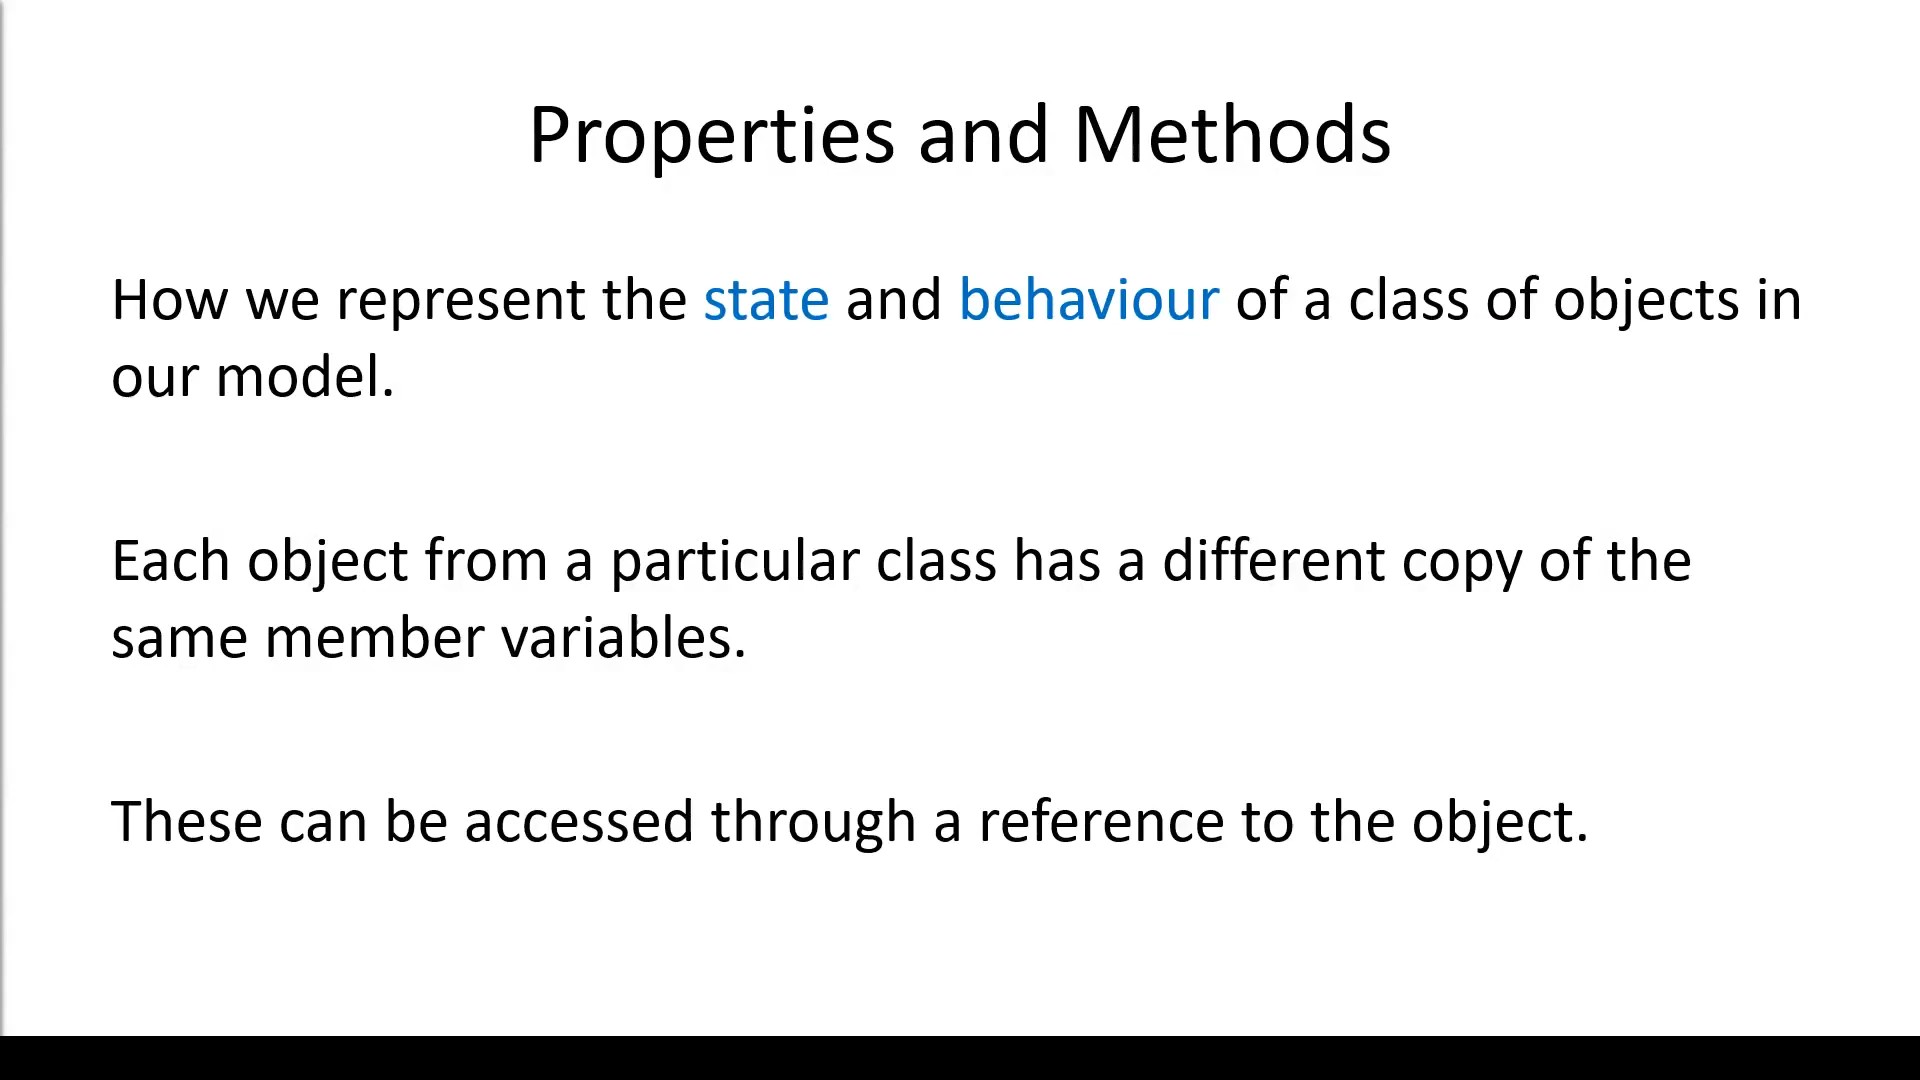 Properties and Methods
How we represent the state and behaviour of a class of objects in
our model.
Each object from a particular class has a different copy of the
same member variables.
These can be accessed through a reference to the object.